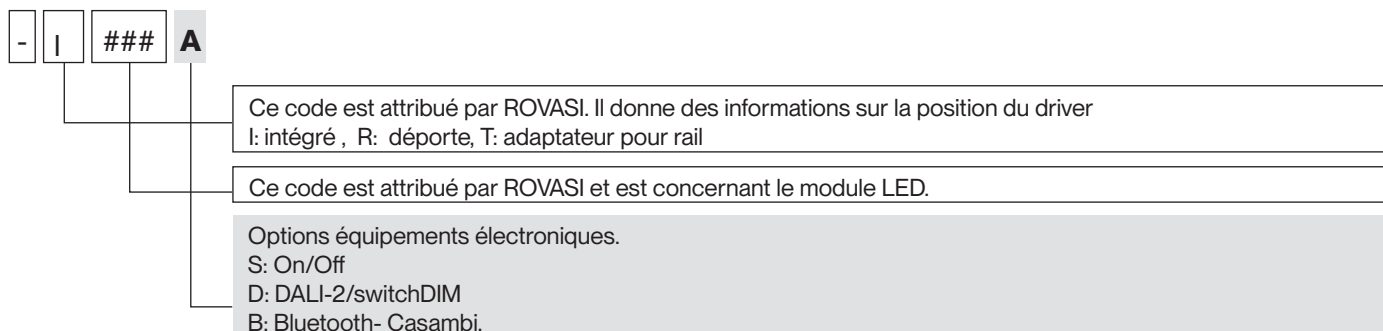 - I ### A
Ce code est attribué par ROVASI. Il donne des informations sur la position du driver
I: intégré , R: déporte, T: adaptateur pour rail
Ce code est attribué par ROVASI et est concernant le module LED.
Options équipements électroniques.
S: On/Off
D: DALI-2/switchDIM
B: Bluetooth- Casambi.